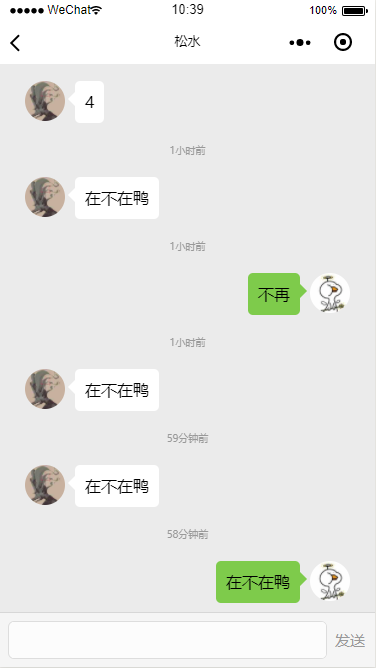 WeChat 10:39 100%
松水
4
1小时前
在不在鸭
1小时前
不再
1小时前
在不在鸭
59分钟前
在不在鸭
58分钟前
在不在鸭
发送